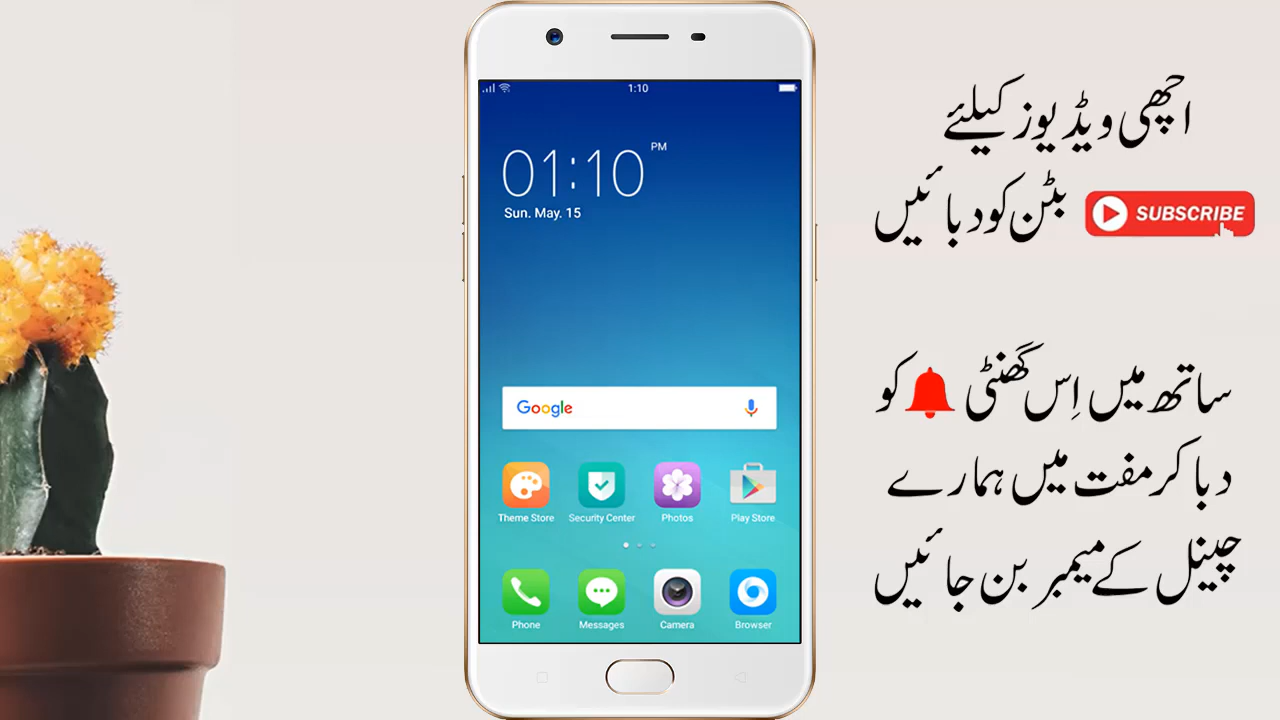 1:10
01:10 PM
Sun. May. 15
Google
Theme Store Security Center Photos Play Store
Phone Messages Camera Browser
اچھی ویڈیوز کیلئے
SUBSCRIBE بٹن کو دبائیں
ساتھ میں اِس گھنٹی کو
دبا کر مفت میں ہمارے
چینل کے میمبر بن جائیں